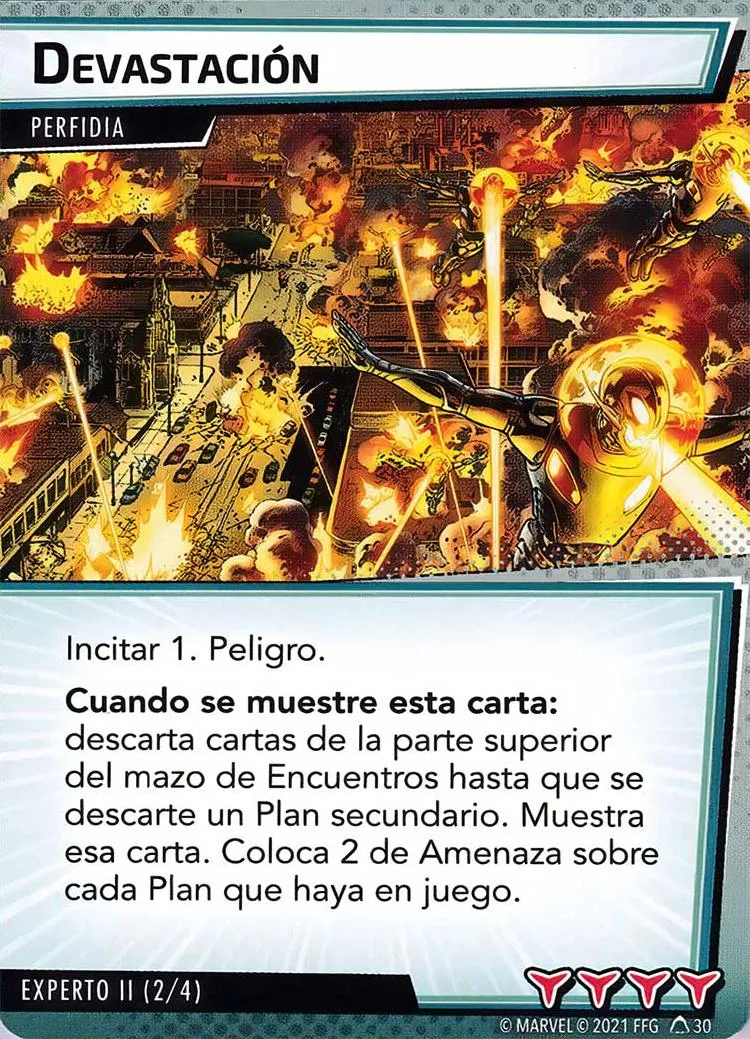 DEVASTACIÓN
PERFIDIA
Incitar 1. Peligro.
Cuando se muestre esta carta:
descarta cartas de la parte superior
del mazo de Encuentros hasta que se
descarte un Plan secundario. Muestra
esa carta. Coloca 2 de Amenaza sobre
cada Plan que haya en juego.
EXPERTO II (2/4)
© MARVEL © 2021 FFG 30